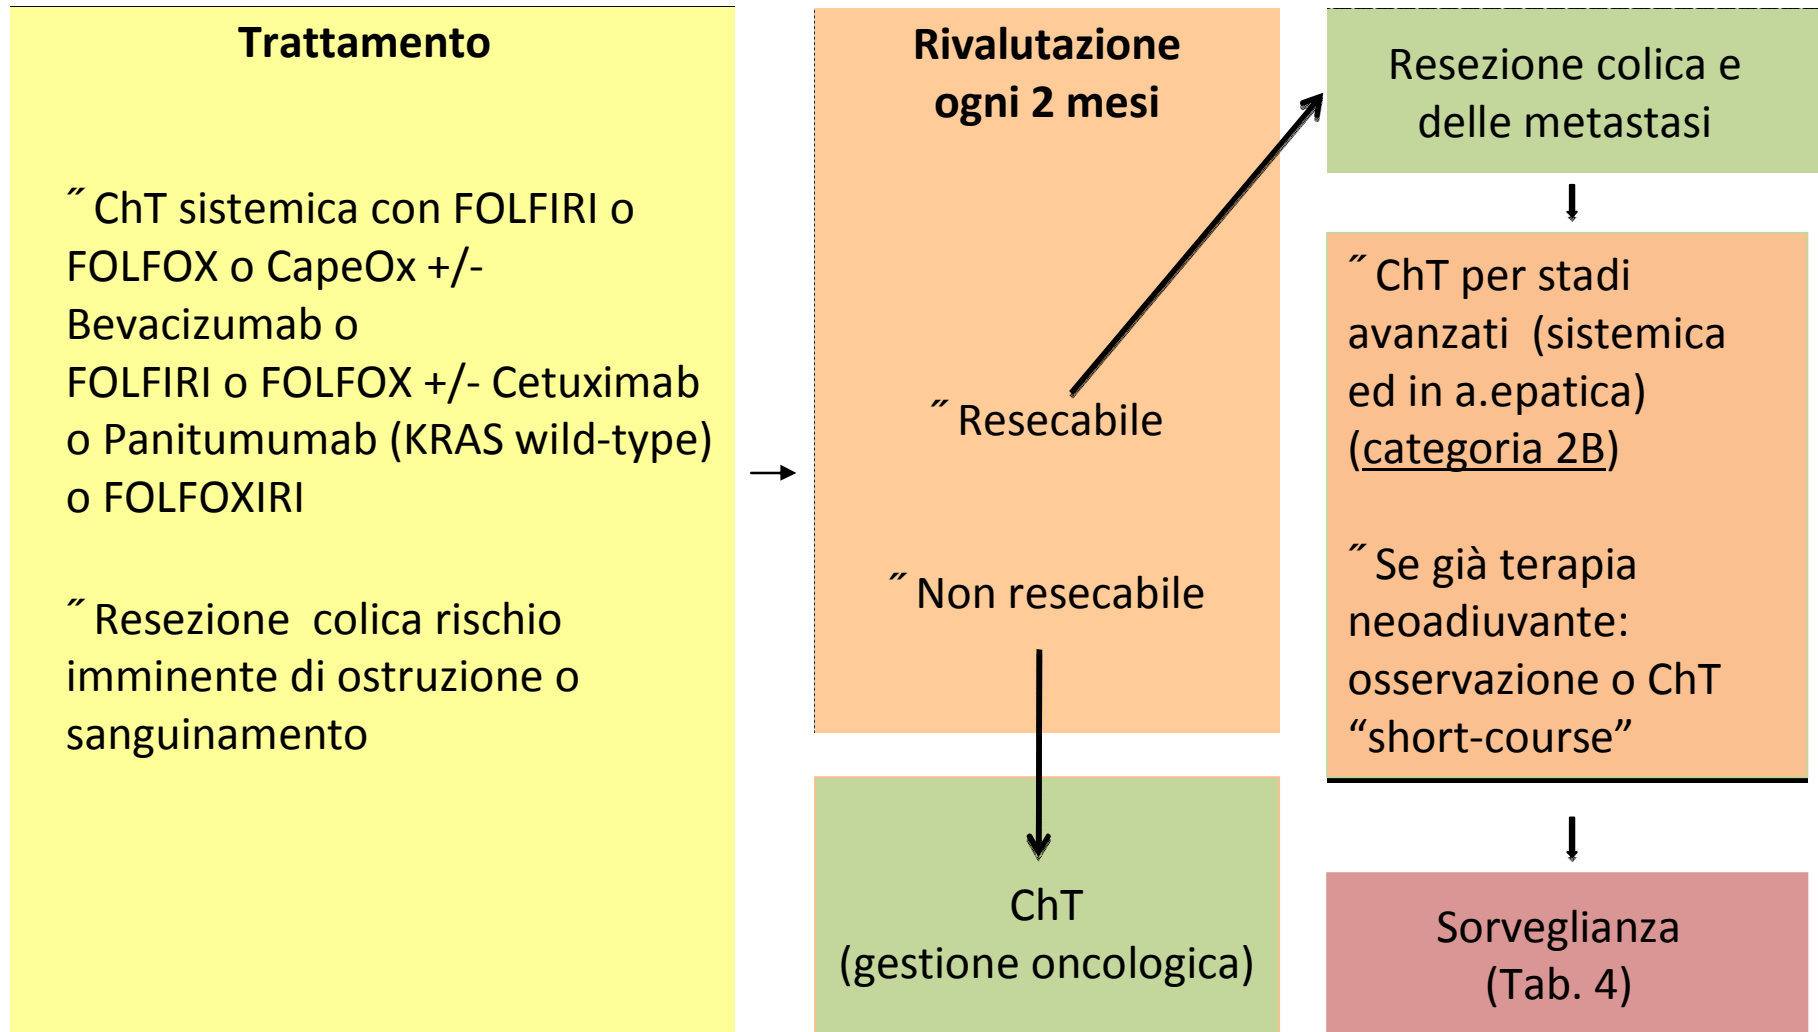 Trattamento
˝ ChT sistemica con FOLFIRI o
FOLFOX o CapeOx +/-
Bevacizumab o
FOLFIRI o FOLFOX +/- Cetuximab
o Panitumumab (KRAS wild-type)
o FOLFOXIRI
˝ Resezione colica rischio
imminente di ostruzione o
sanguinamento
Rivalutazione
ogni 2 mesi
˝ Resecabile
˝ Non resecabile
ChT
(gestione oncologica)
Resezione colica e
delle metastasi
˝ ChT per stadi
avanzati (sistemica
ed in a.epatica)
(categoria 2B)
˝ Se già terapia
neoadiuvante:
osservazione o ChT
“short-course”
Sorveglianza
(Tab. 4)